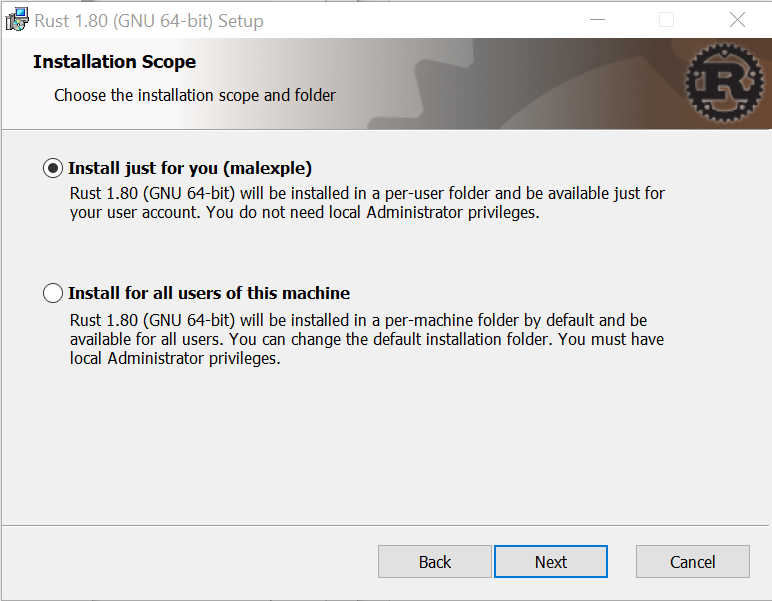 Rust 1.80 (GNU 64-bit) Setup
Installation Scope
Choose the installation scope and folder
R
Install just for you (malexple)
Rust 1.80 (GNU 64-bit) will be installed in a per-user folder and be available just for
your user account. You do not need local Administrator privileges.
Install for all users of this machine
Rust 1.80 (GNU 64-bit) will be installed in a per-machine folder by default and be
available for all users. You can change the default installation folder. You must have
local Administrator privileges.
Back
Next
Cancel